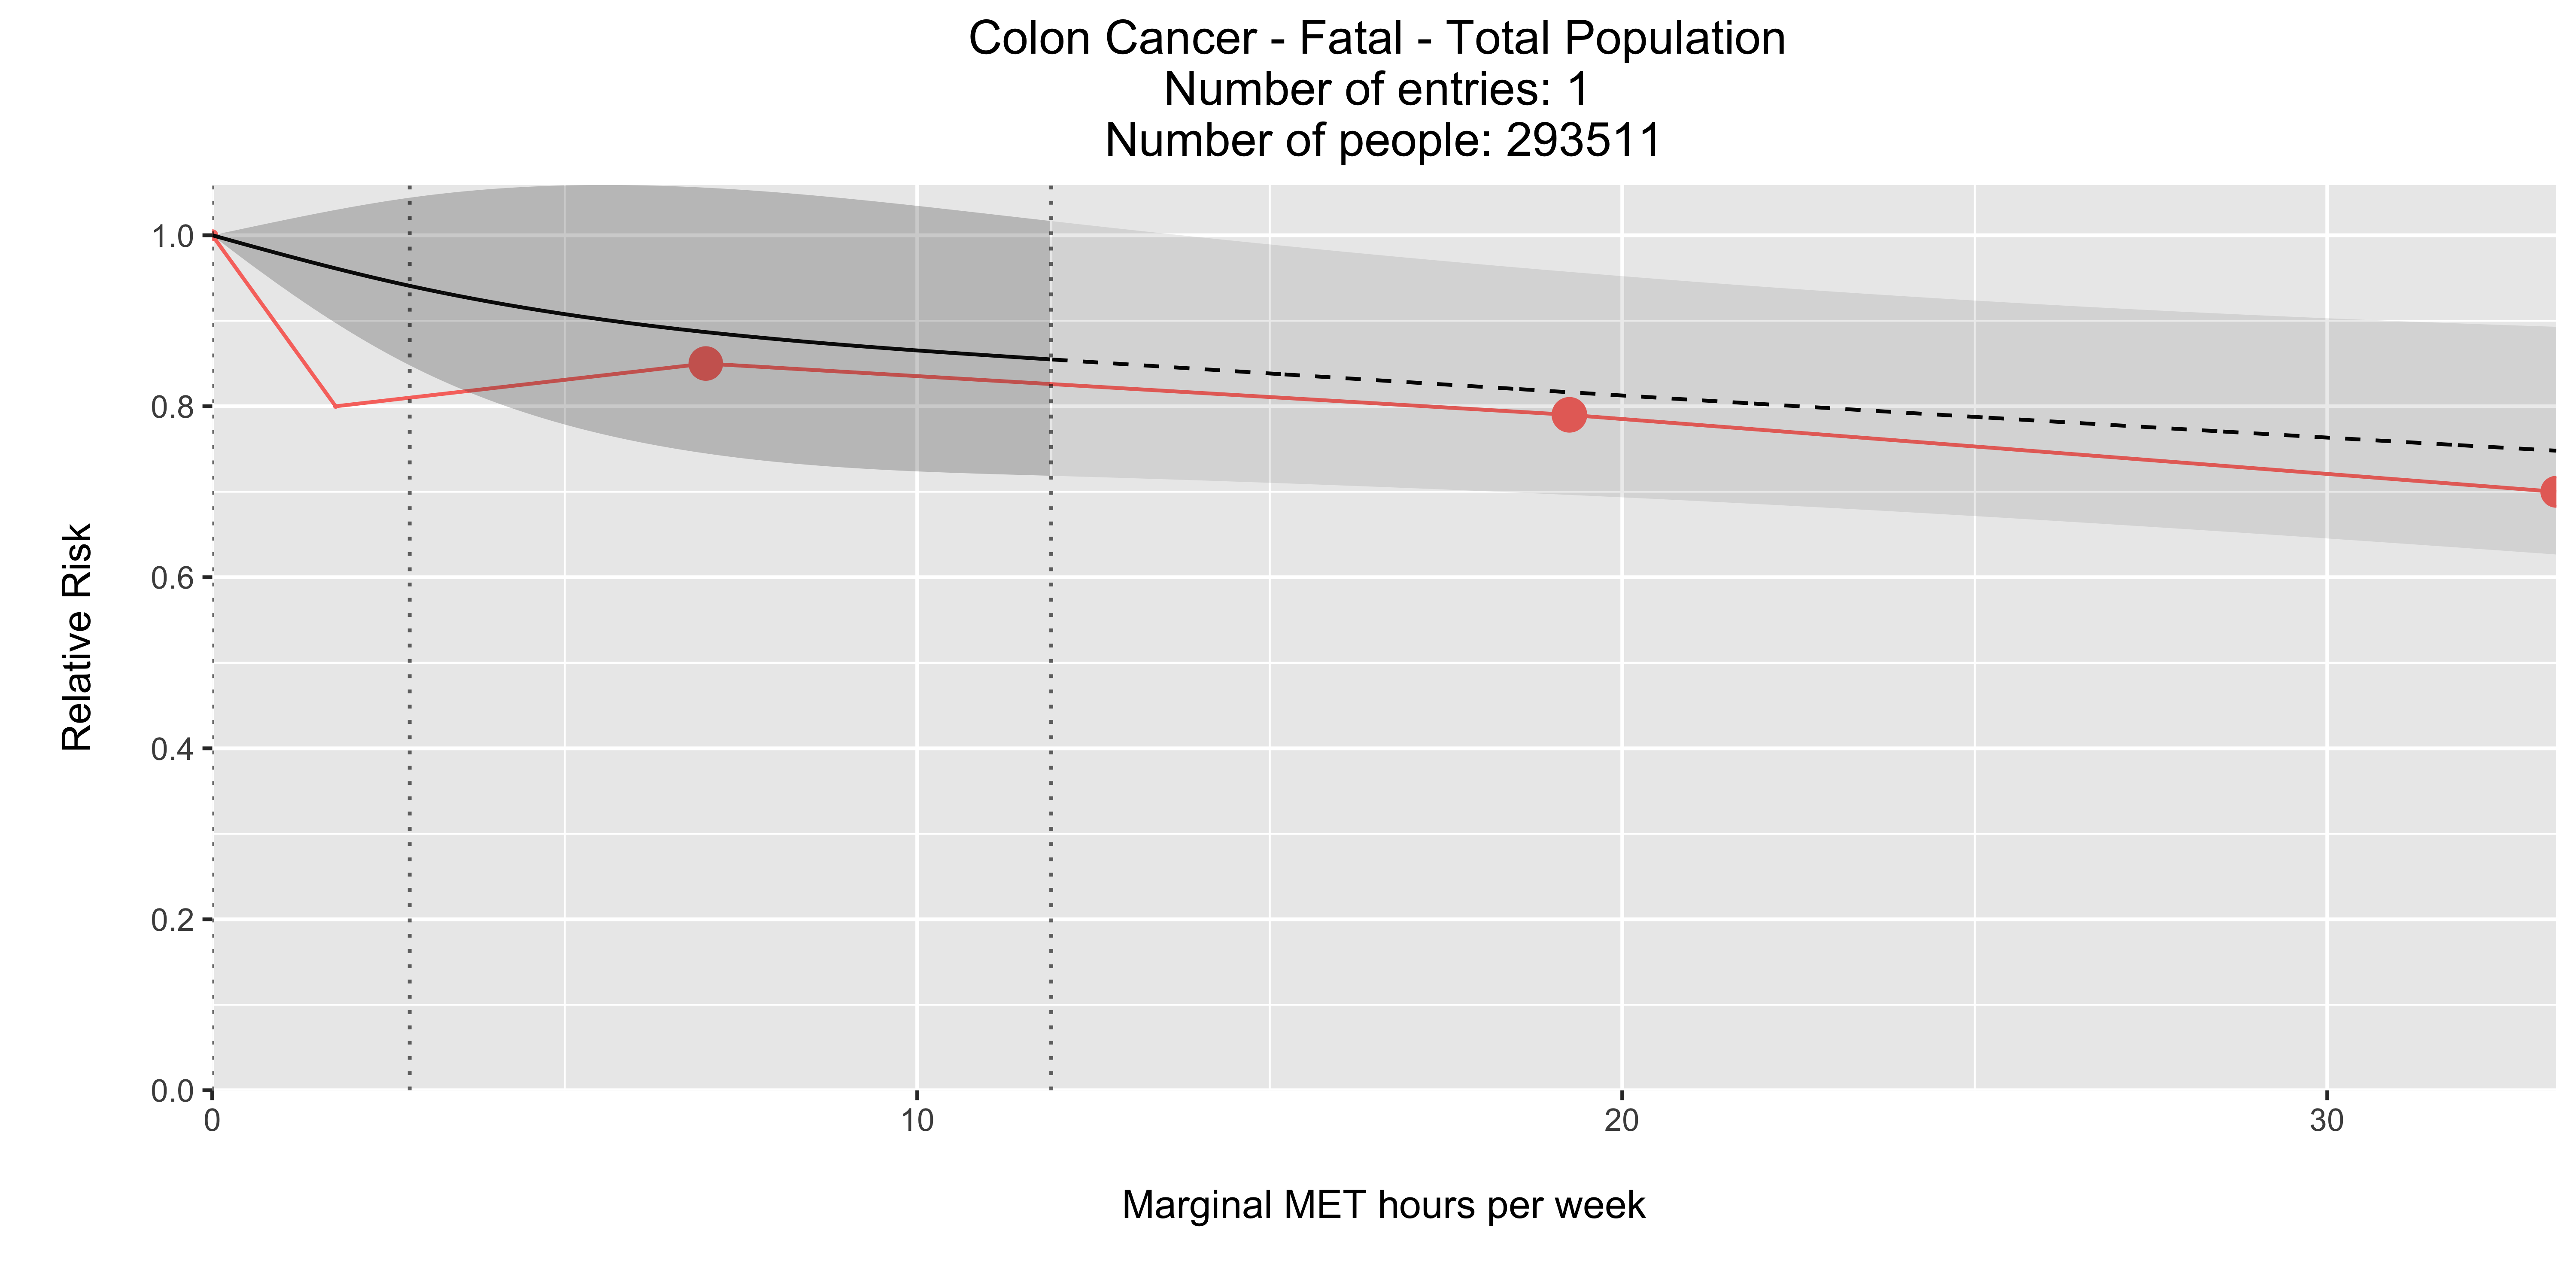 Colon Cancer - Fatal - Total Population
Number of entries: 1
Number of people: 293511
1.0
0.8
0.6
0.4
0.2
0.0
Relative Risk
0
10
20
30
Marginal MET hours per week